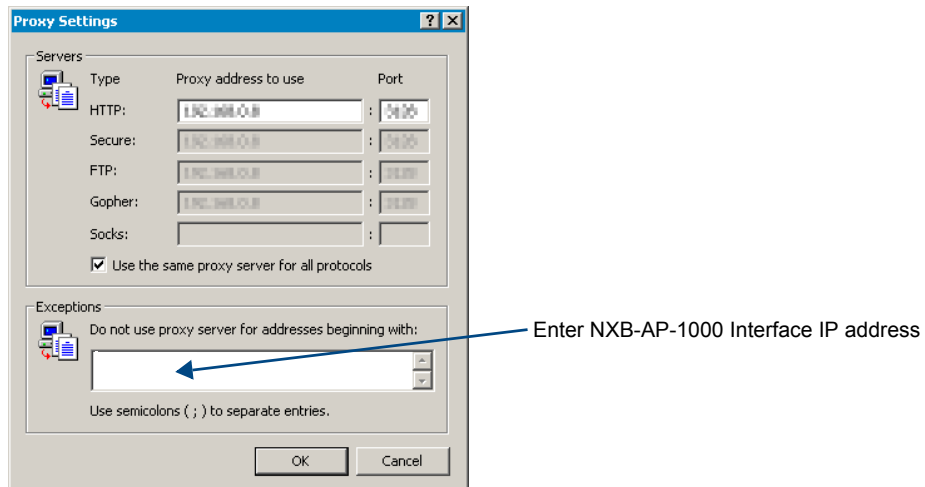 Proxy Settings
Servers
Type Proxy address to use Port
HTTP: :
Secure: :
FTP: :
Gopher: :
Socks: :
Use the same proxy server for all protocols
Exceptions
Do not use proxy server for addresses beginning with:
Enter NXB-AP-1000 Interface IP address
Use semicolons ( ; ) to separate entries.
OK Cancel